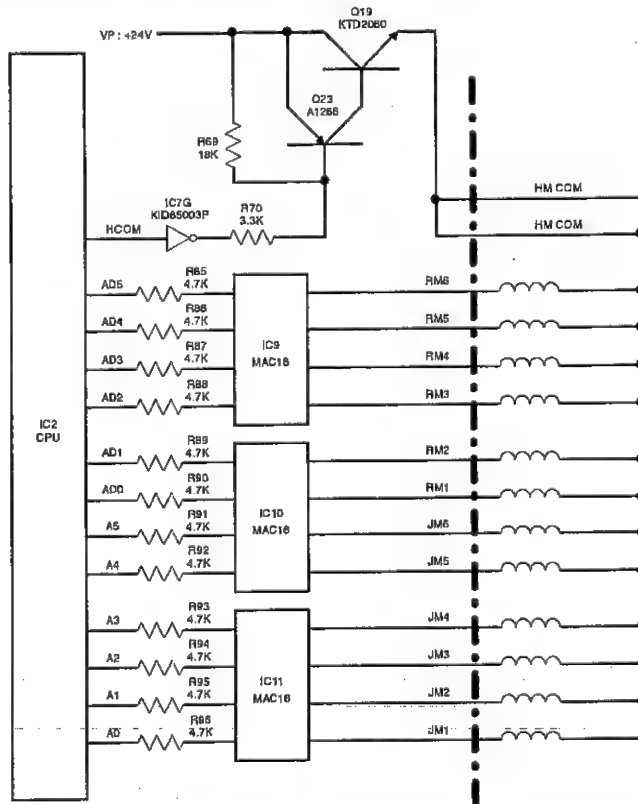 Q19
KTD2060
VP : +24V
Q23
A1266
R69
18K
IC7G
KID65003P
R70
3.3K
HCOM
HM COM
HM COM
AD5
R85
4.7K
RM6
AD4
R86
4.7K
RM5
AD3
R87
4.7K
RM4
AD2
R88
4.7K
RM3
IC9
MAC16
IC2
CPU
AD1
R89
4.7K
RM2
AD0
R90
4.7K
RM1
A5
R91
4.7K
JM6
A4
R92
4.7K
JM5
IC10
MAC16
A3
R93
4.7K
JM4
A2
R94
4.7K
JM3
A1
R95
4.7K
JM2
A0
R96
4.7K
JM1
IC11
MAC16